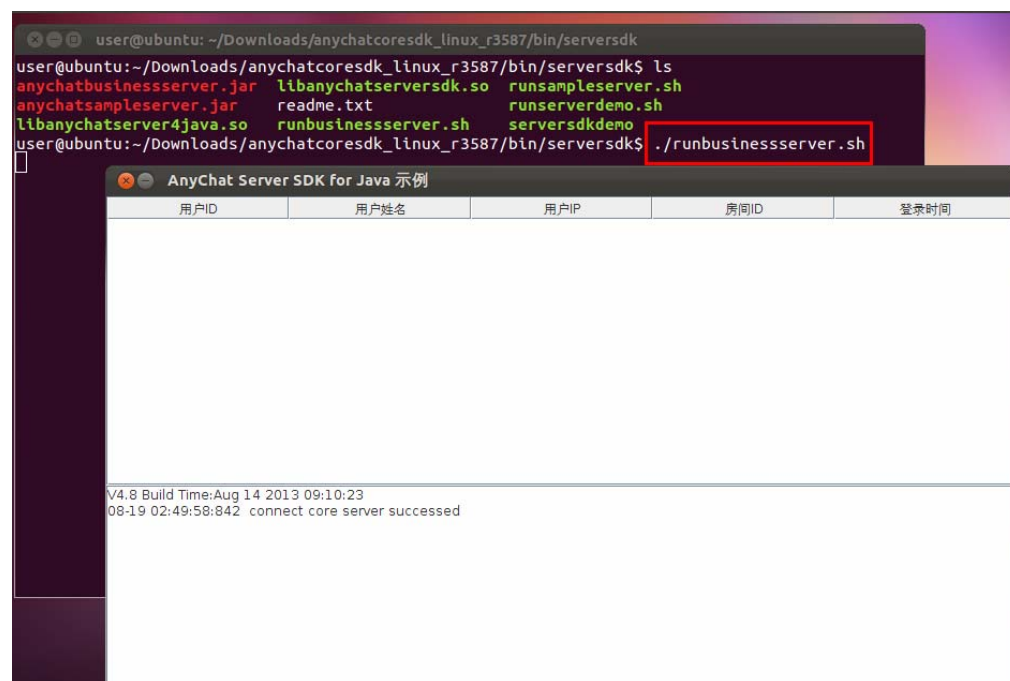 user@ubuntu: ~/Downloads/anychatcoresdk_linux_r3587/bin/serversdk
user@ubuntu:~/Downloads/anychatcoresdk_linux_r3587/bin/serversdk$ ls
anychatbusinessserver.jar libanychatserversdk.so runsampleserver.sh
anychatsampleserver.jar readme.txt runserverdemo.sh
libanychatserver4java.so runbusinessserver.sh serversdkdemo
user@ubuntu:~/Downloads/anychatcoresdk_linux_r3587/bin/serversdk$ ./runbusinessserver.sh
AnyChat Server SDK for Java 示例
用户ID 用户姓名 用户IP 房间ID 登录时间
V4.8 Build Time:Aug 14 2013 09:10:23
08-19 02:49:58:842 connect core server successed